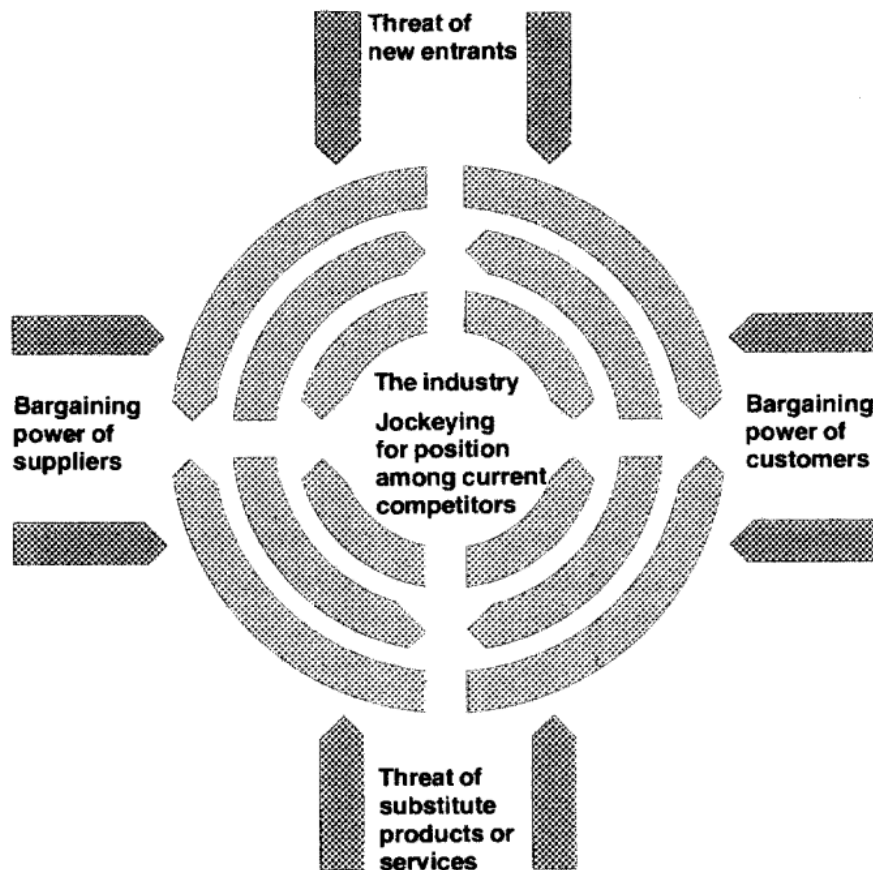 Threat of
new entrants
Bargaining
power of
suppliers
The industry
Jockeying
for position
among current
competitors
Bargaining
power of
customers
Threat of
substitute
products or
services